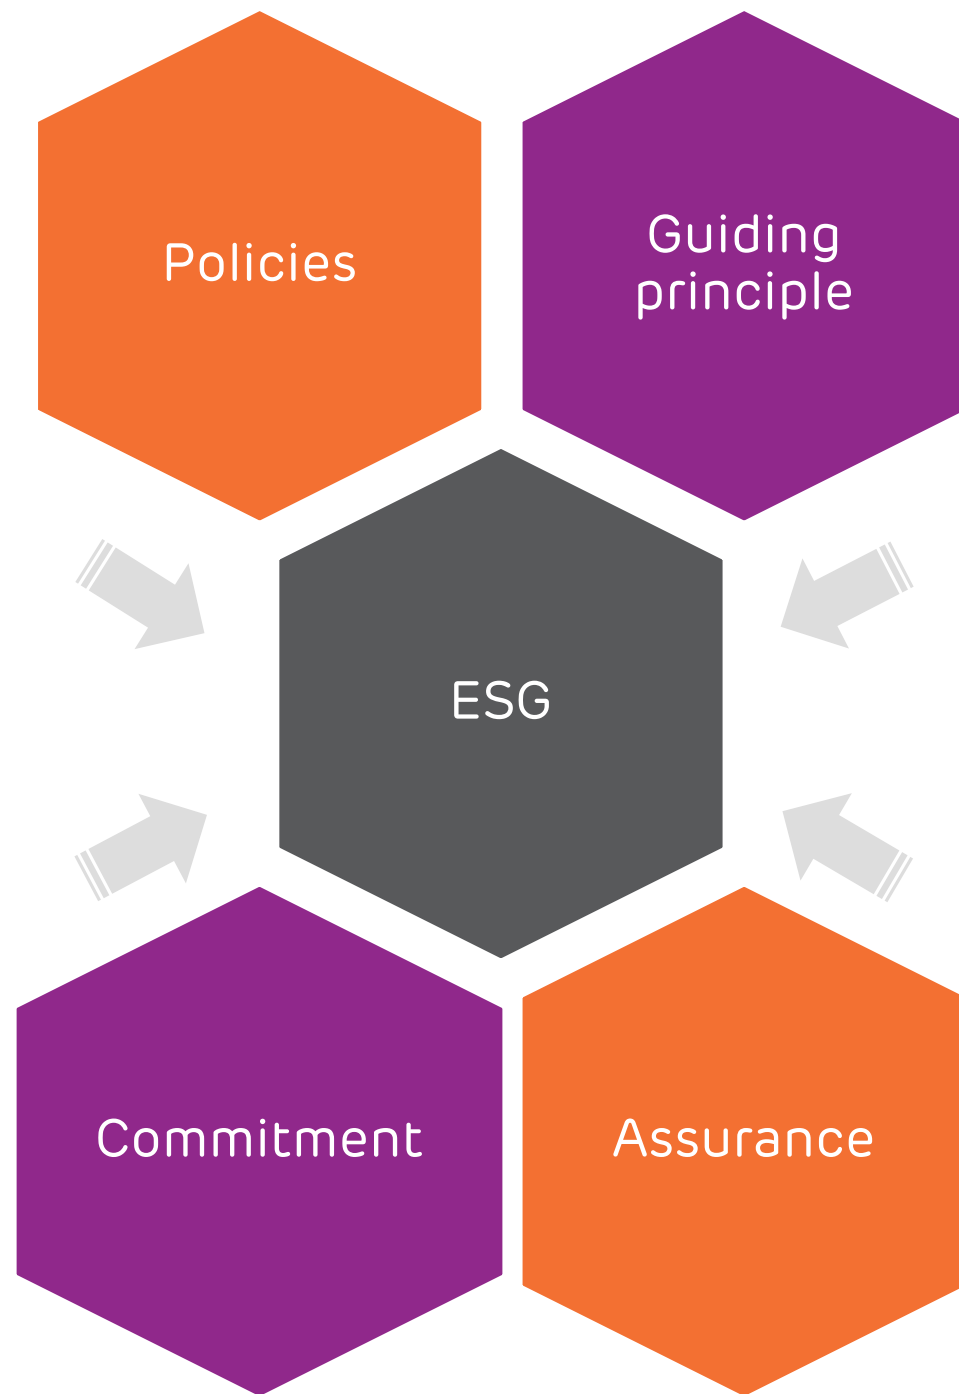 Policies
Guiding
principle
ESG
Commitment
Assurance